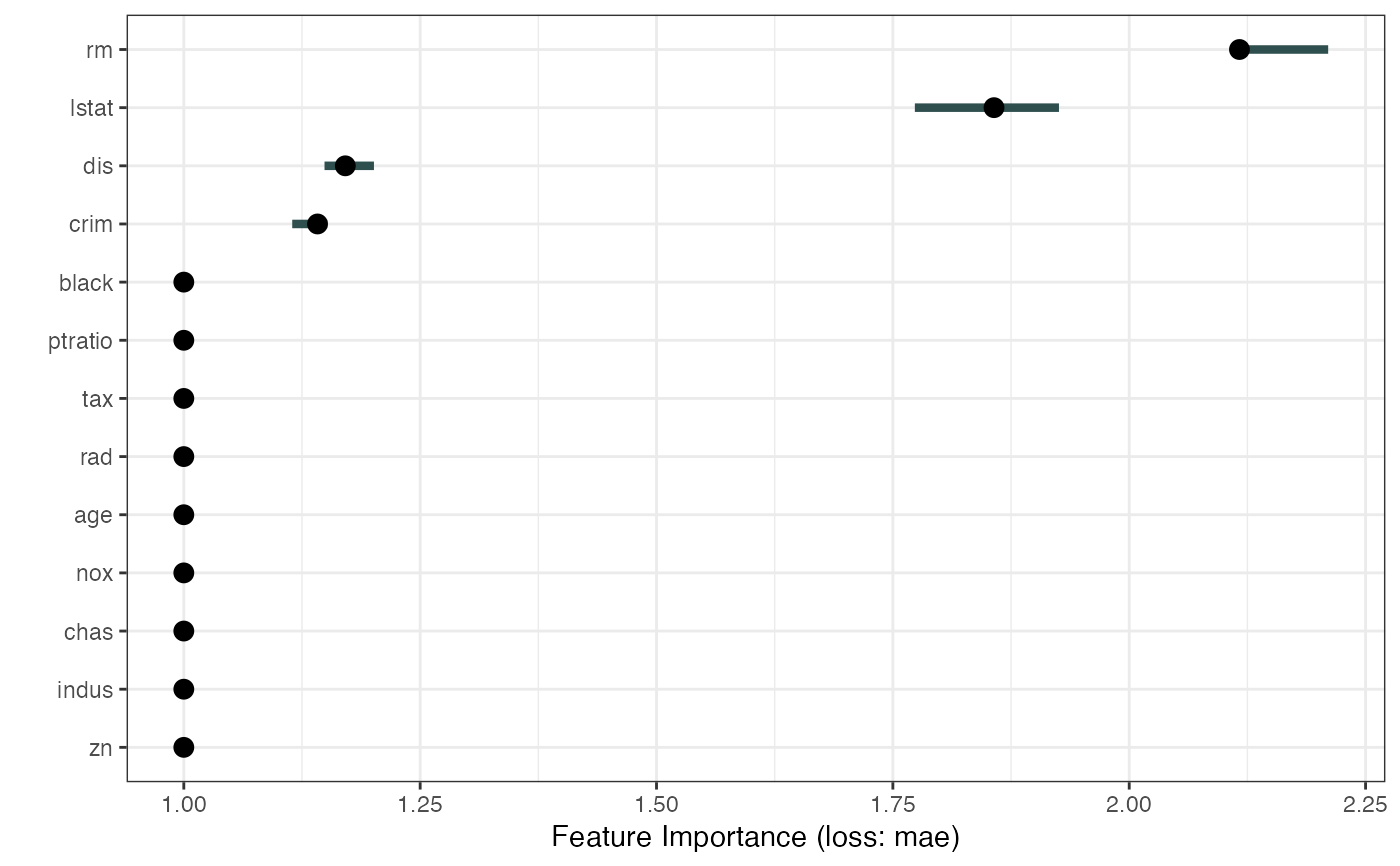 rm
lstat
dis
crim
black
ptratio
tax
rad
age
nox
chas
indus
zn
1.00 1.25 1.50 1.75 2.00 2.25
Feature Importance (loss: mae)